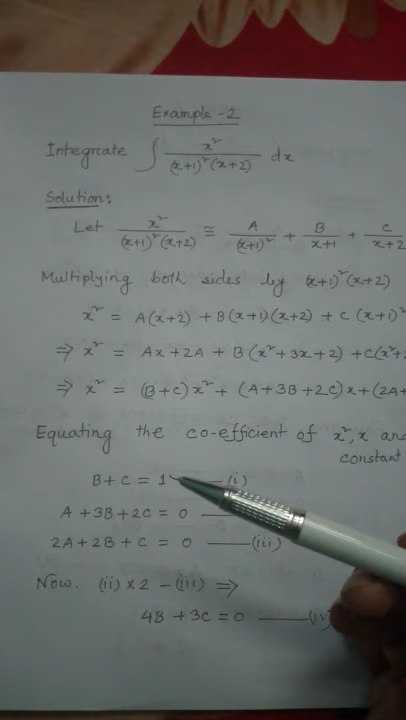 Example-2
Integrate ∫ x²/(x+1)²(x+2) dx
Solution:
Let x²/(x+1)²(x+2) ≅ A/(x+1)² + B/x+1 + C/x+2
Multiplying both sides by (x+1)²(x+2)
x² = A(x+2) + B(x+1)(x+2) + C(x+1)²
⇒ x² = Ax+2A + B(x²+3x+2) + C(x²+2
⇒ x² = (B+C)x² + (A+3B+2C)x + (2A+
Equating the co-efficient of x², x and
constant
B+C = 1 —— (i)
A+3B+2C = 0 ——
2A+2B+C = 0 —— (iii)
Now. (ii) × 2 - (iii) ⇒
4B + 3C = 0 —— (iv